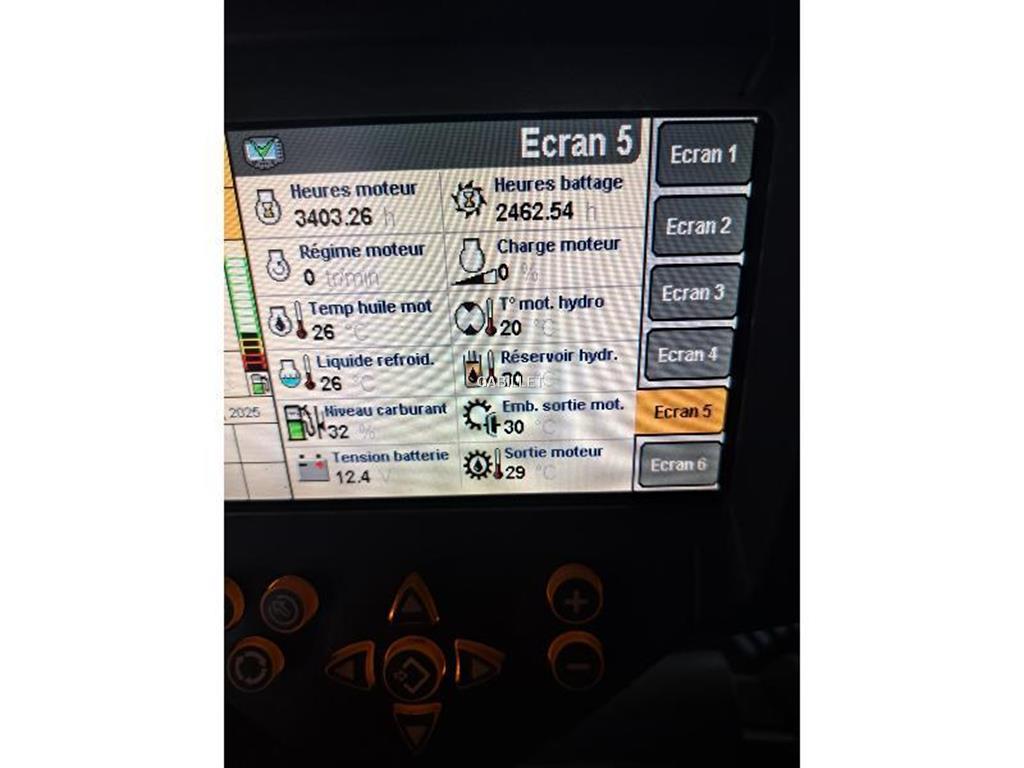 Ecran 5
Ecran 1
Heures moteur
3403.26 h
Heures battage
2462.54 h
Ecran 2
Régime moteur
0 tr/min
Charge moteur
0 %
Ecran 3
Temp huile mot
26 °C
T° mot. hydro
20 °C
Ecran 4
Liquide refroid.
26 °C
Réservoir hydr.
°C
GABILLET
2025
Niveau carburant
32 %
Emb. sortie mot.
30 °C
Ecran 5
Tension batterie
12.4 V
Sortie moteur
29 °C
Ecran 6
+
-